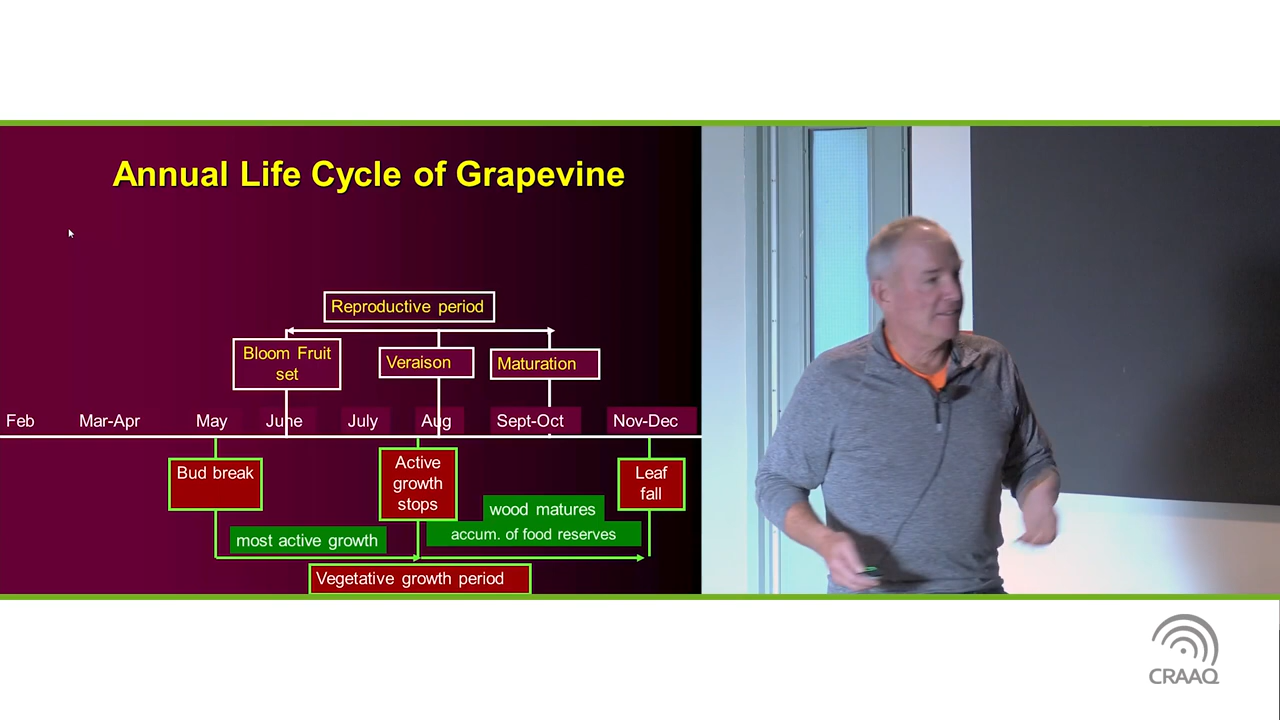 Annual Life Cycle of Grapevine
Reproductive period
Bloom Fruit
set
Veraison
Maturation
Feb Mar-Apr May June July Aug Sept-Oct Nov-Dec
Bud break
Active
growth
stops
Leaf
fall
wood matures
most active growth
accum. of food reserves
Vegetative growth period
CRAAQ